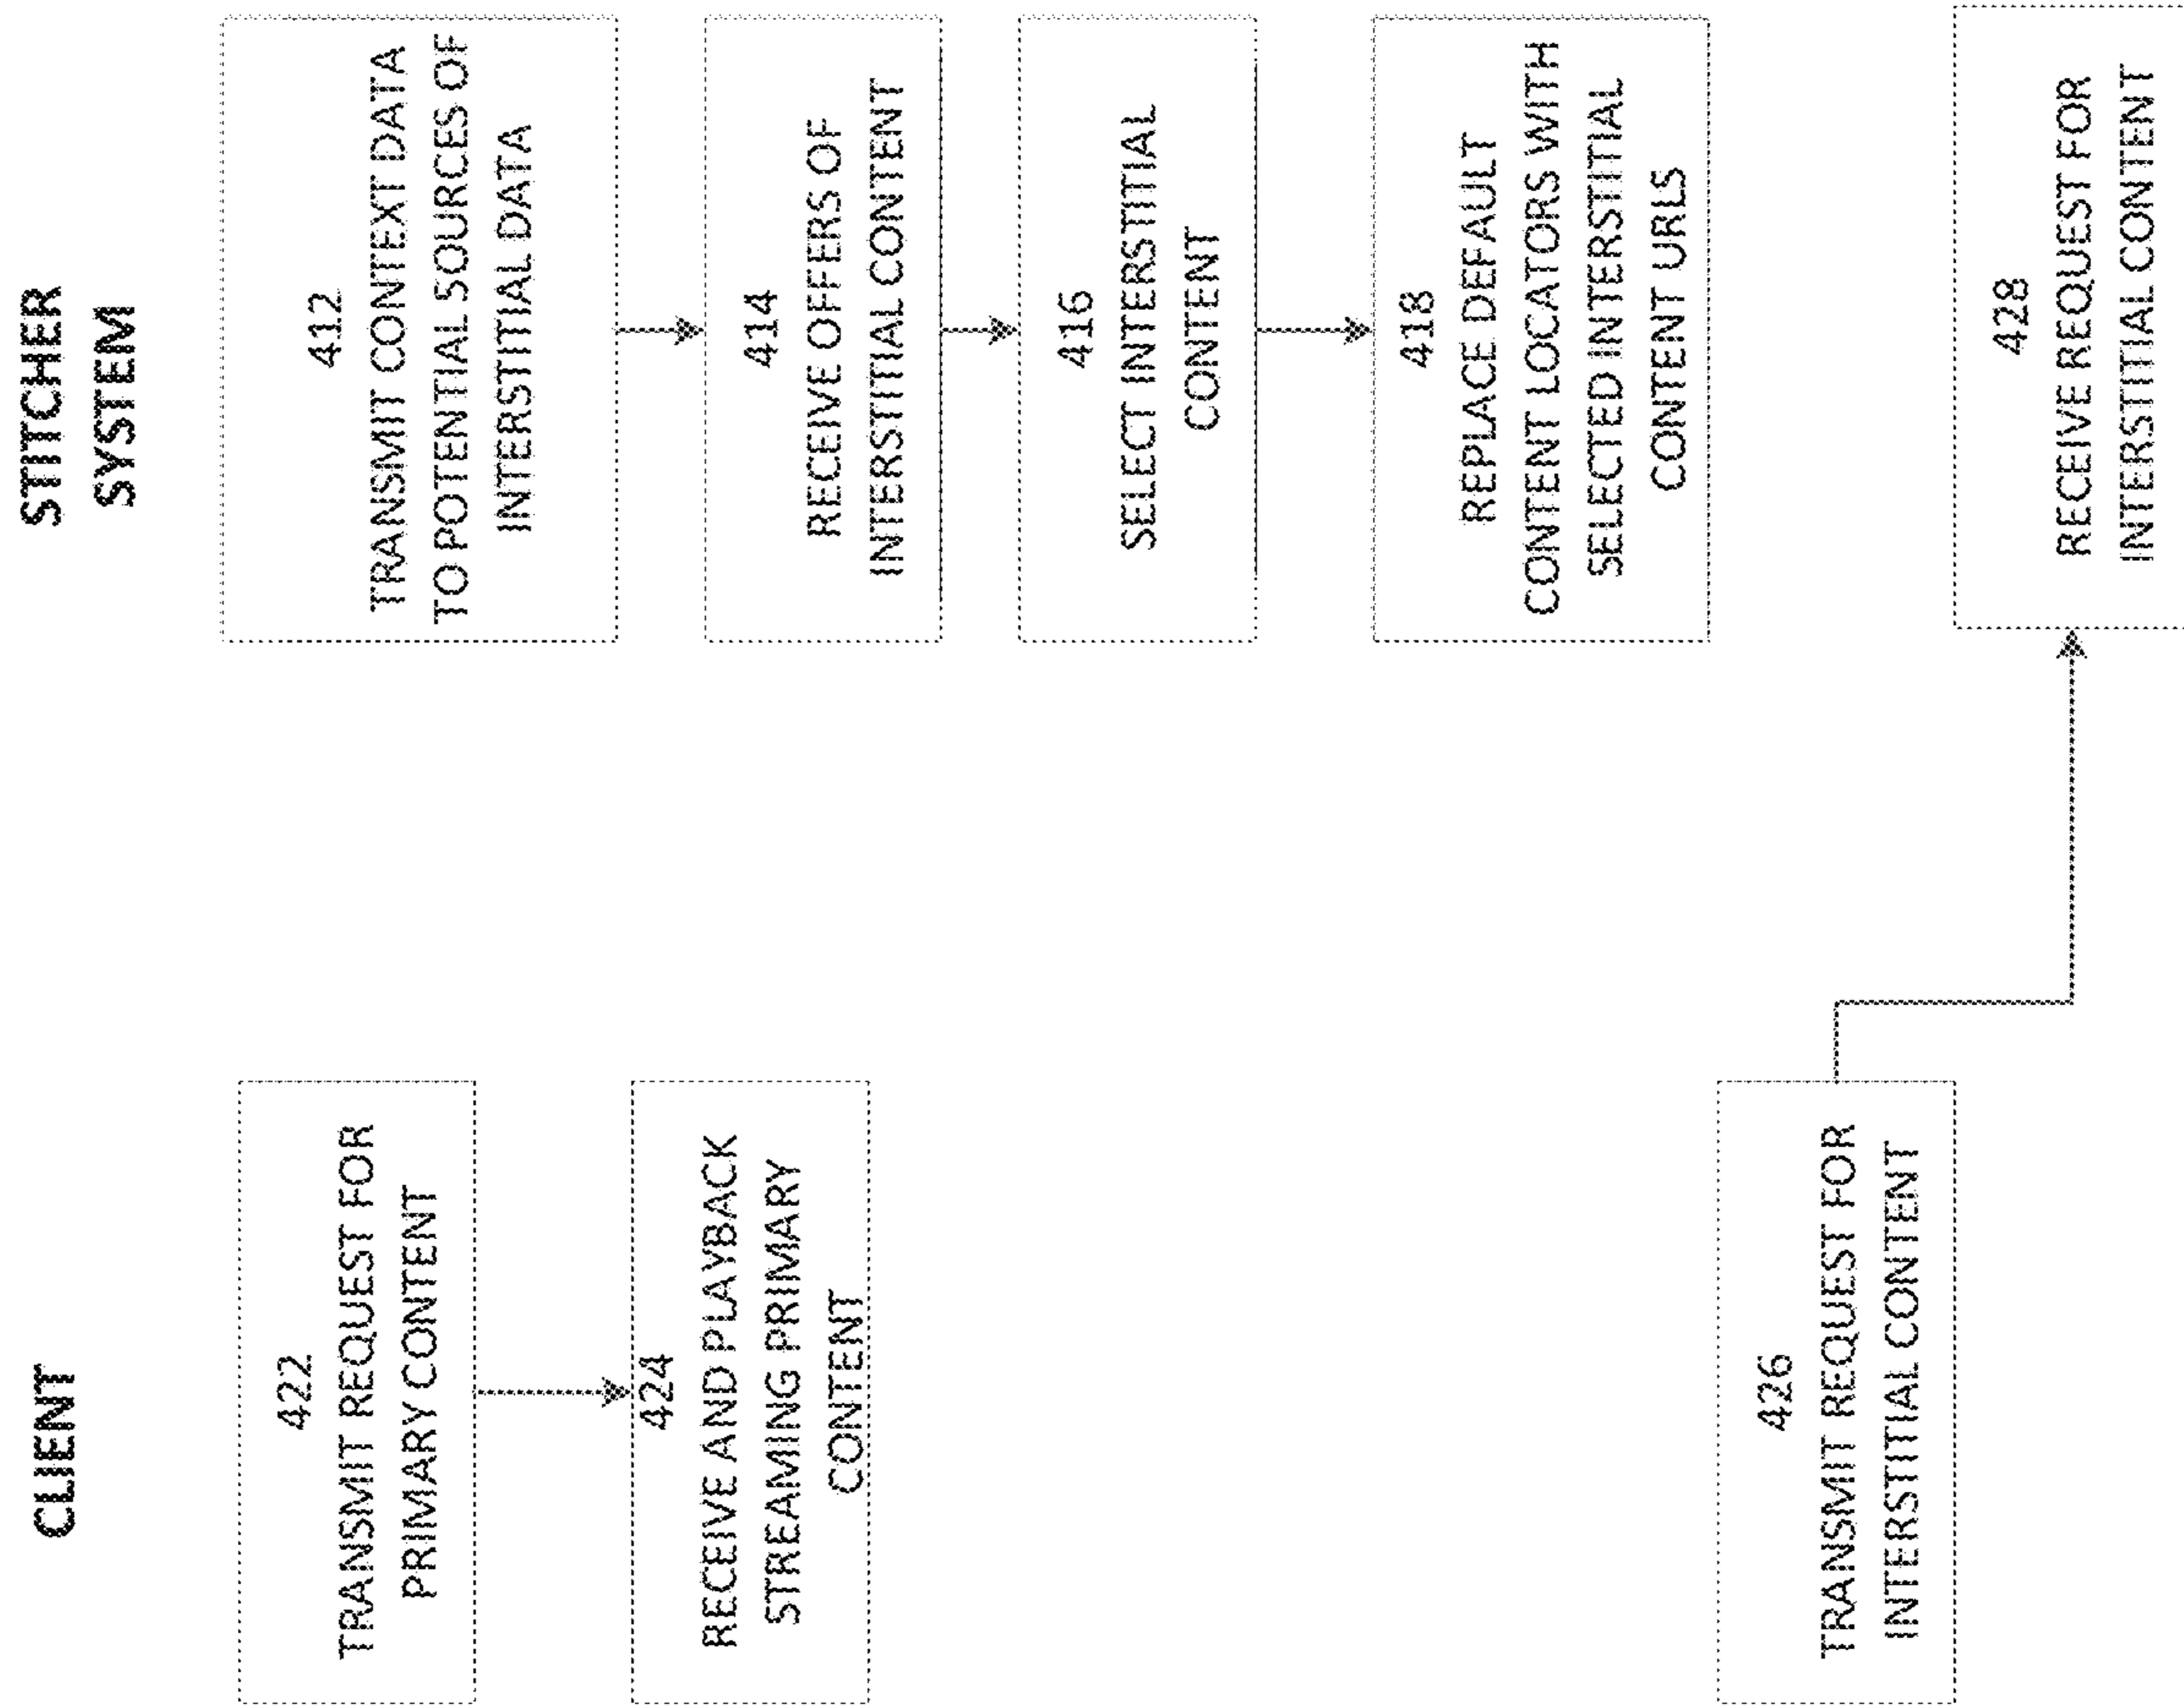 CLIENT
STITCHER
SYSTEM
422
TRANSMIT REQUEST FOR
PRIMARY CONTENT
424
RECEIVE AND PLAYBACK
STREAMING PRIMARY
CONTENT
426
TRANSMIT REQUEST FOR
INTERSTITIAL CONTENT
412
TRANSMIT CONTEXT DATA
TO POTENTIAL SOURCES OF
INTERSTITIAL DATA
414
RECEIVE OFFERS OF
INTERSTITIAL CONTENT
416
SELECT INTERSTITIAL
CONTENT
418
REPLACE DEFAULT
CONTENT LOCATORS WITH
SELECTED INTERSTITIAL
CONTENT URLS
428
RECEIVE REQUEST FOR
INTERSTITIAL CONTENT